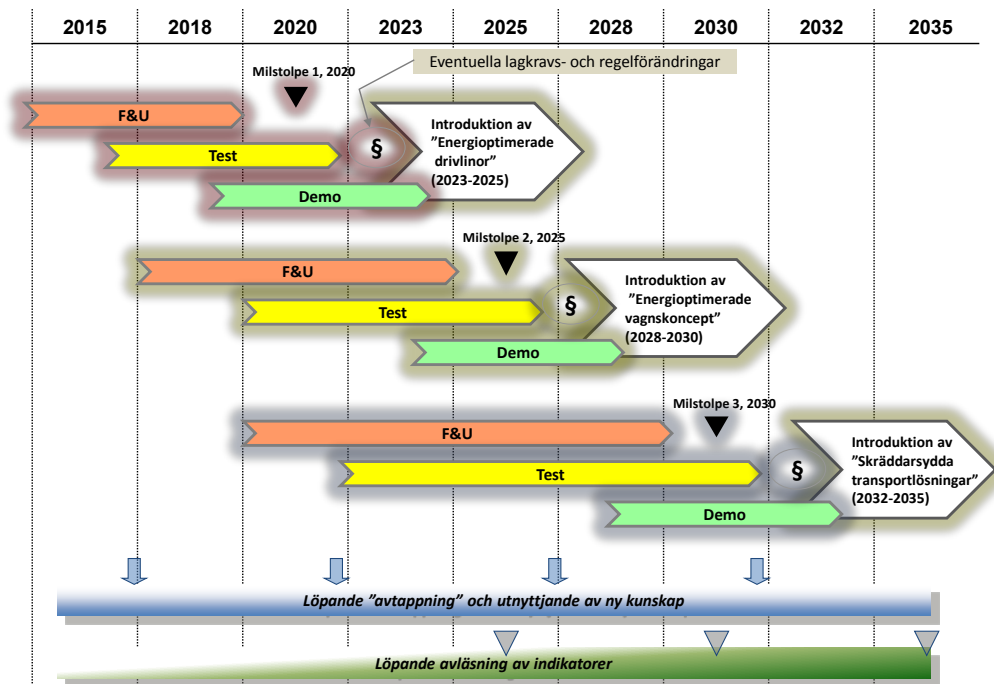 2015 2018 2020 2023 2025 2028 2030 2032 2035
Eventuella lagkravs- och regelförändringar
Milstolpe 1, 2020
F&U
Test
Demo
§
Introduktion av
”Energioptimerade
drivlinor”
(2023-2025)
Milstolpe 2, 2025
F&U
Test
Demo
§
Introduktion av
”Energioptimerade
vagnskoncept”
(2028-2030)
Milstolpe 3, 2030
F&U
Test
Demo
§
Introduktion av
”Skräddarsydda
transportlösningar”
(2032-2035)
Löpande ”avtappning” och utnyttjande av ny kunskap
Löpande avläsning av indikatorer